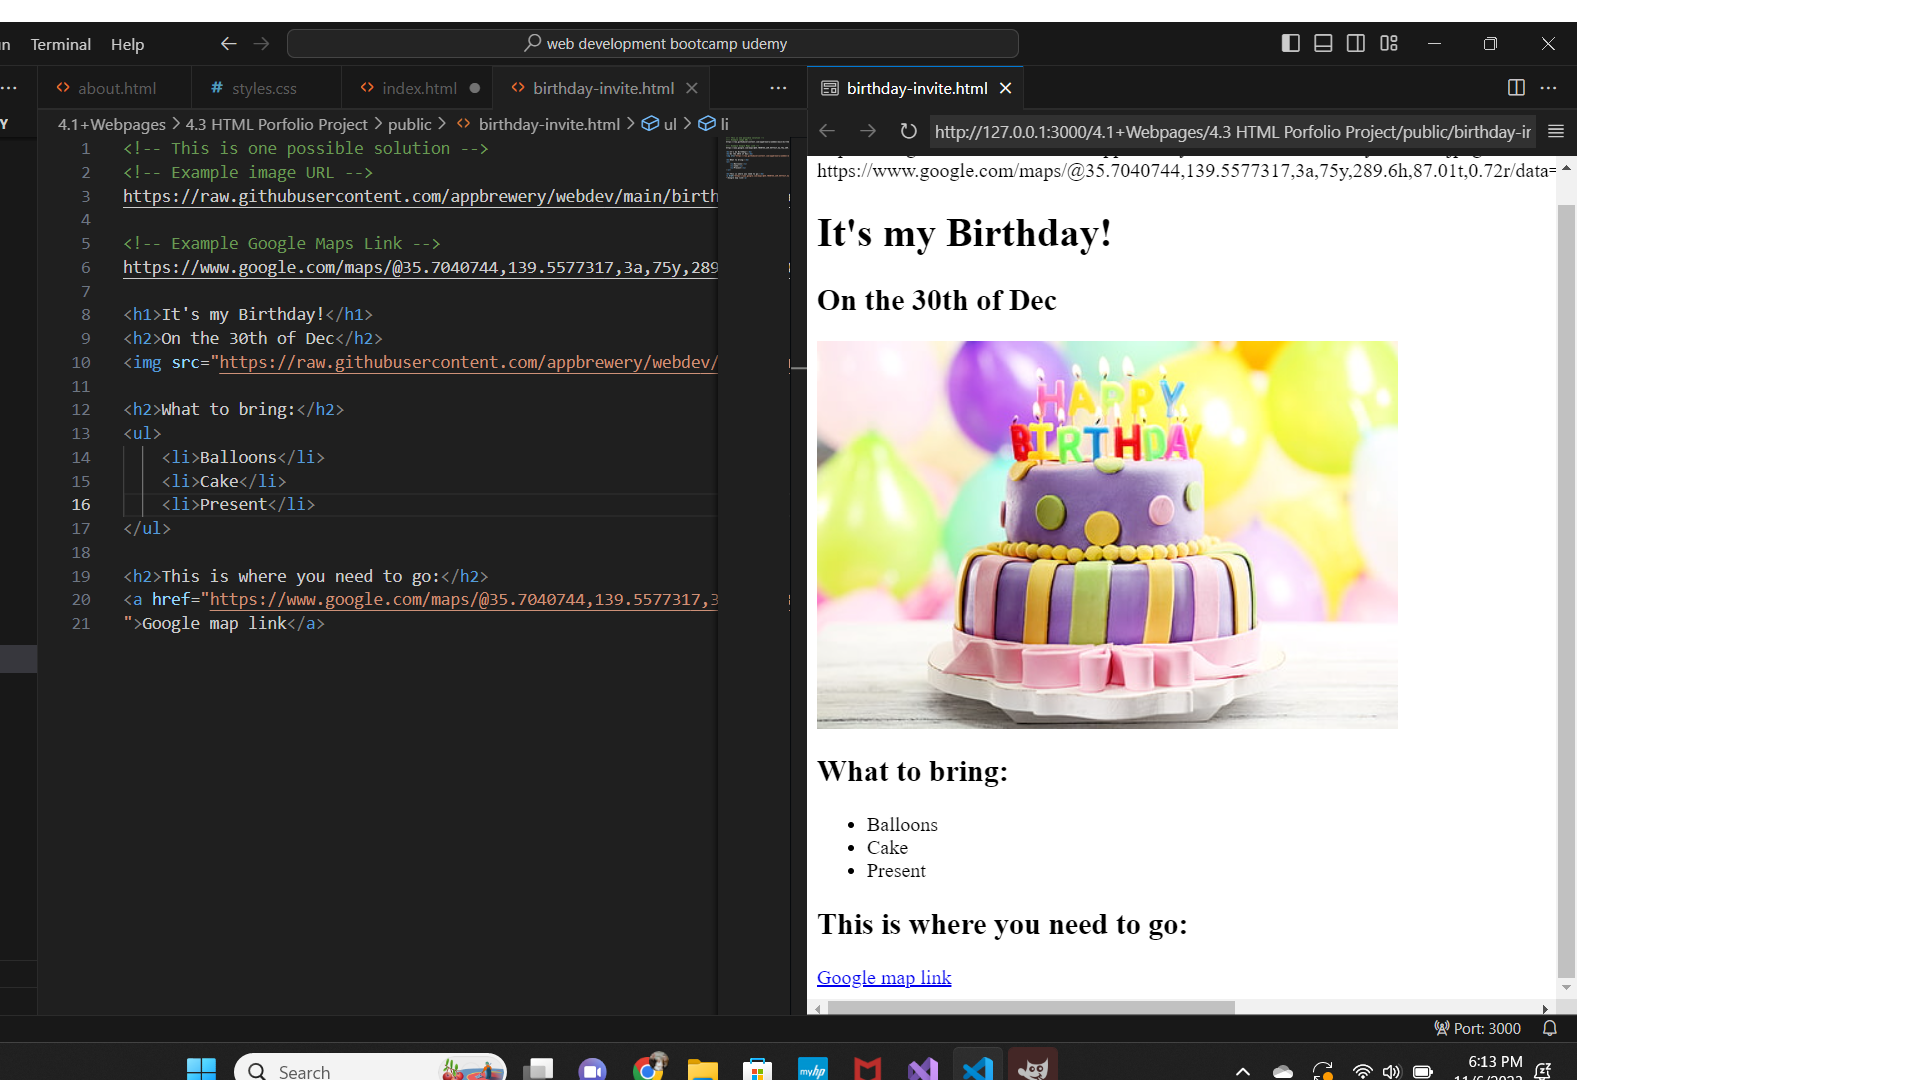 Terminal Help
web development bootcamp udemy
about.html
styles.css
index.html
birthday-invite.html
birthday-invite.html
4.1+Webpages > 4.3 HTML Porfolio Project > public > birthday-invite.html > ul > li
http://127.0.0.1:3000/4.1+Webpages/4.3 HTML Porfolio Project/public/birthday-ir
1 <!-- This is one possible solution -->
2 <!-- Example image URL -->
3 https://raw.githubusercontent.com/appbrewery/webdev/main/birth
4
5 <!-- Example Google Maps Link -->
6 https://www.google.com/maps/@35.7040744,139.5577317,3a,75y,289
7
8 <h1>It's my Birthday!</h1>
9 <h2>On the 30th of Dec</h2>
10 <img src="https://raw.githubusercontent.com/appbrewery/webdev/
11
12 <h2>What to bring:</h2>
13 <ul>
14 <li>Balloons</li>
15 <li>Cake</li>
16 <li>Present</li>
17 </ul>
18
19 <h2>This is where you need to go:</h2>
20 <a href="https://www.google.com/maps/@35.7040744,139.5577317,3
21 ">Google map link</a>
https://www.google.com/maps/@35.7040744,139.5577317,3a,75y,289.6h,87.01t,0.72r/data=
It's my Birthday!
On the 30th of Dec
HAPPY
BIRTHDAY
What to bring:
• Balloons
• Cake
• Present
This is where you need to go:
Google map link
Port: 3000
Search
myhp
6:13 PM